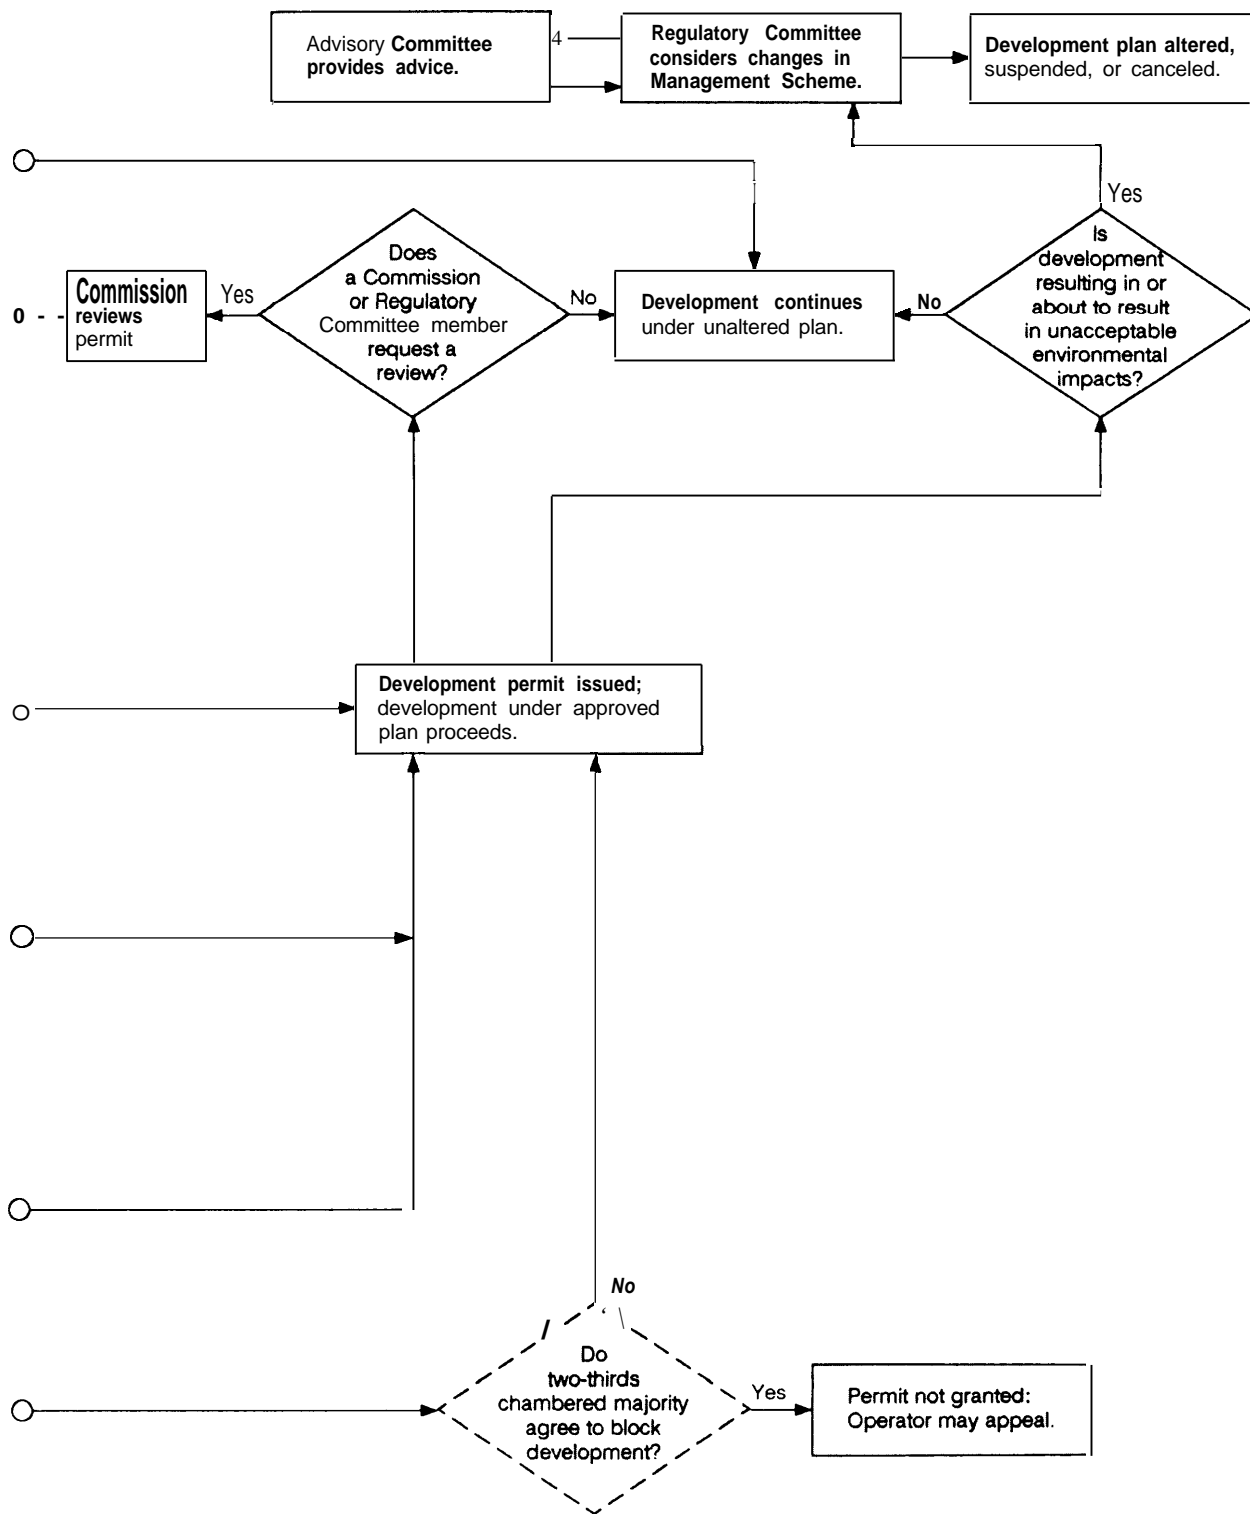 Advisory Committee
provides advice.
4
Regulatory Committee
considers changes in
Management Scheme.
Development plan altered,
suspended, or canceled.
Yes
Does
a Commission
or Regulatory
Committee member
request a
review?
Yes
Commission
reviews
permit
0 - -
No
Development continues
under unaltered plan.
No
Is
development
resulting in or
about to result
in unacceptable
environmental
impacts?
Development permit issued;
development under approved
plan proceeds.
No
Do
two-thirds
chambered majority
agree to block
development?
Yes
Permit not granted:
Operator may appeal.